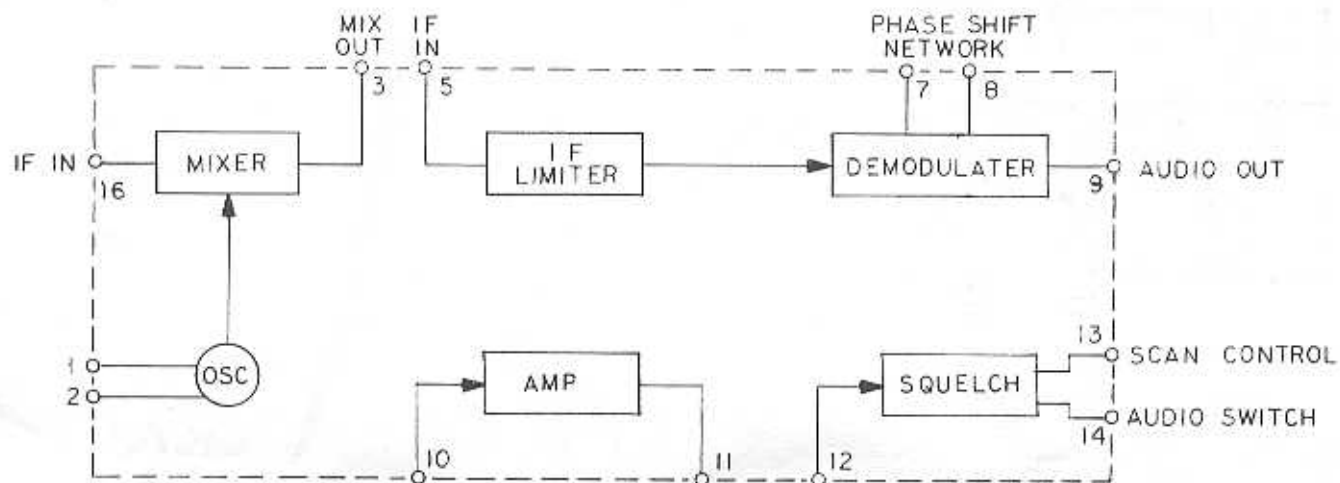 MIX OUT
IF IN
PHASE SHIFT NETWORK
3
5
7
8
IF IN
16
MIXER
IF LIMITER
DEMODULATER
9
AUDIO OUT
1
2
OSC
AMP
SQUELCH
13
SCAN CONTROL
14
AUDIO SWITCH
10
11
12